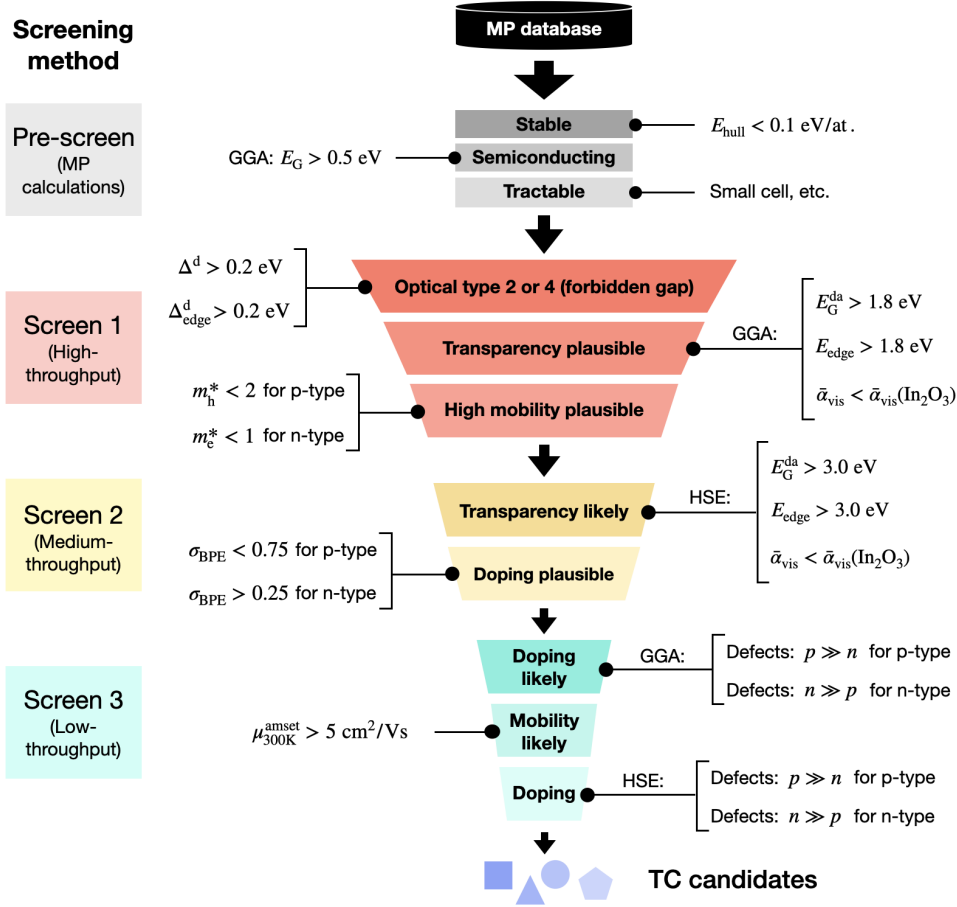 Screening
method
MP database
Pre-screen
(MP
calculations)
Stable
E_hull < 0.1 eV/at.
GGA: E_G > 0.5 eV
Semiconducting
Tractable
Small cell, etc.
Screen 1
(High-
throughput)
Δ^d > 0.2 eV
Δ^d_edge > 0.2 eV
Optical type 2 or 4 (forbidden gap)
Transparency plausible
GGA:
E_G^da > 1.8 eV
E_edge > 1.8 eV
ᾱ_vis < ᾱ_vis(In₂O₃)
m_h^* < 2 for p-type
m_e^* < 1 for n-type
High mobility plausible
Screen 2
(Medium-
throughput)
Transparency likely
HSE:
E_G^da > 3.0 eV
E_edge > 3.0 eV
ᾱ_vis < ᾱ_vis(In₂O₃)
σ_BPE < 0.75 for p-type
σ_BPE > 0.25 for n-type
Doping plausible
Screen 3
(Low-
throughput)
Doping
likely
GGA:
Defects: p ≫ n for p-type
Defects: n ≫ p for n-type
μ_300K^amset > 5 cm²/Vs
Mobility
likely
Doping
HSE:
Defects: p ≫ n for p-type
Defects: n ≫ p for n-type
TC candidates